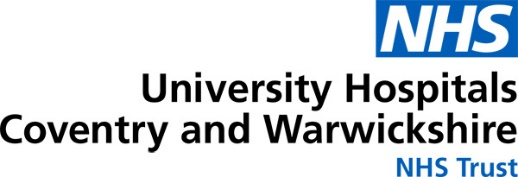 NHS
University Hospitals
Coventry and Warwickshire
NHS Trust